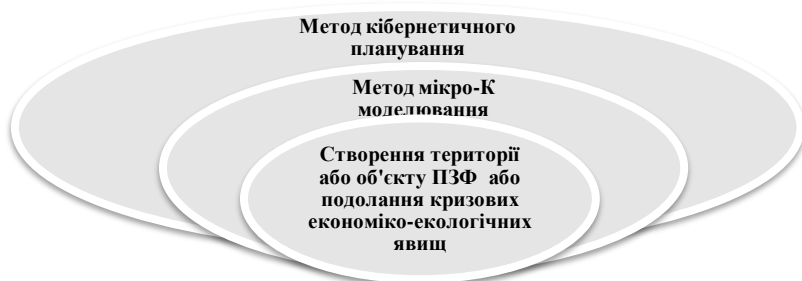 Метод кібернетичного
планування
Метод мікро-К
моделювання
Створення території
або об'єкту ПЗФ або
подолання кризових
економіко-екологічних
явищ